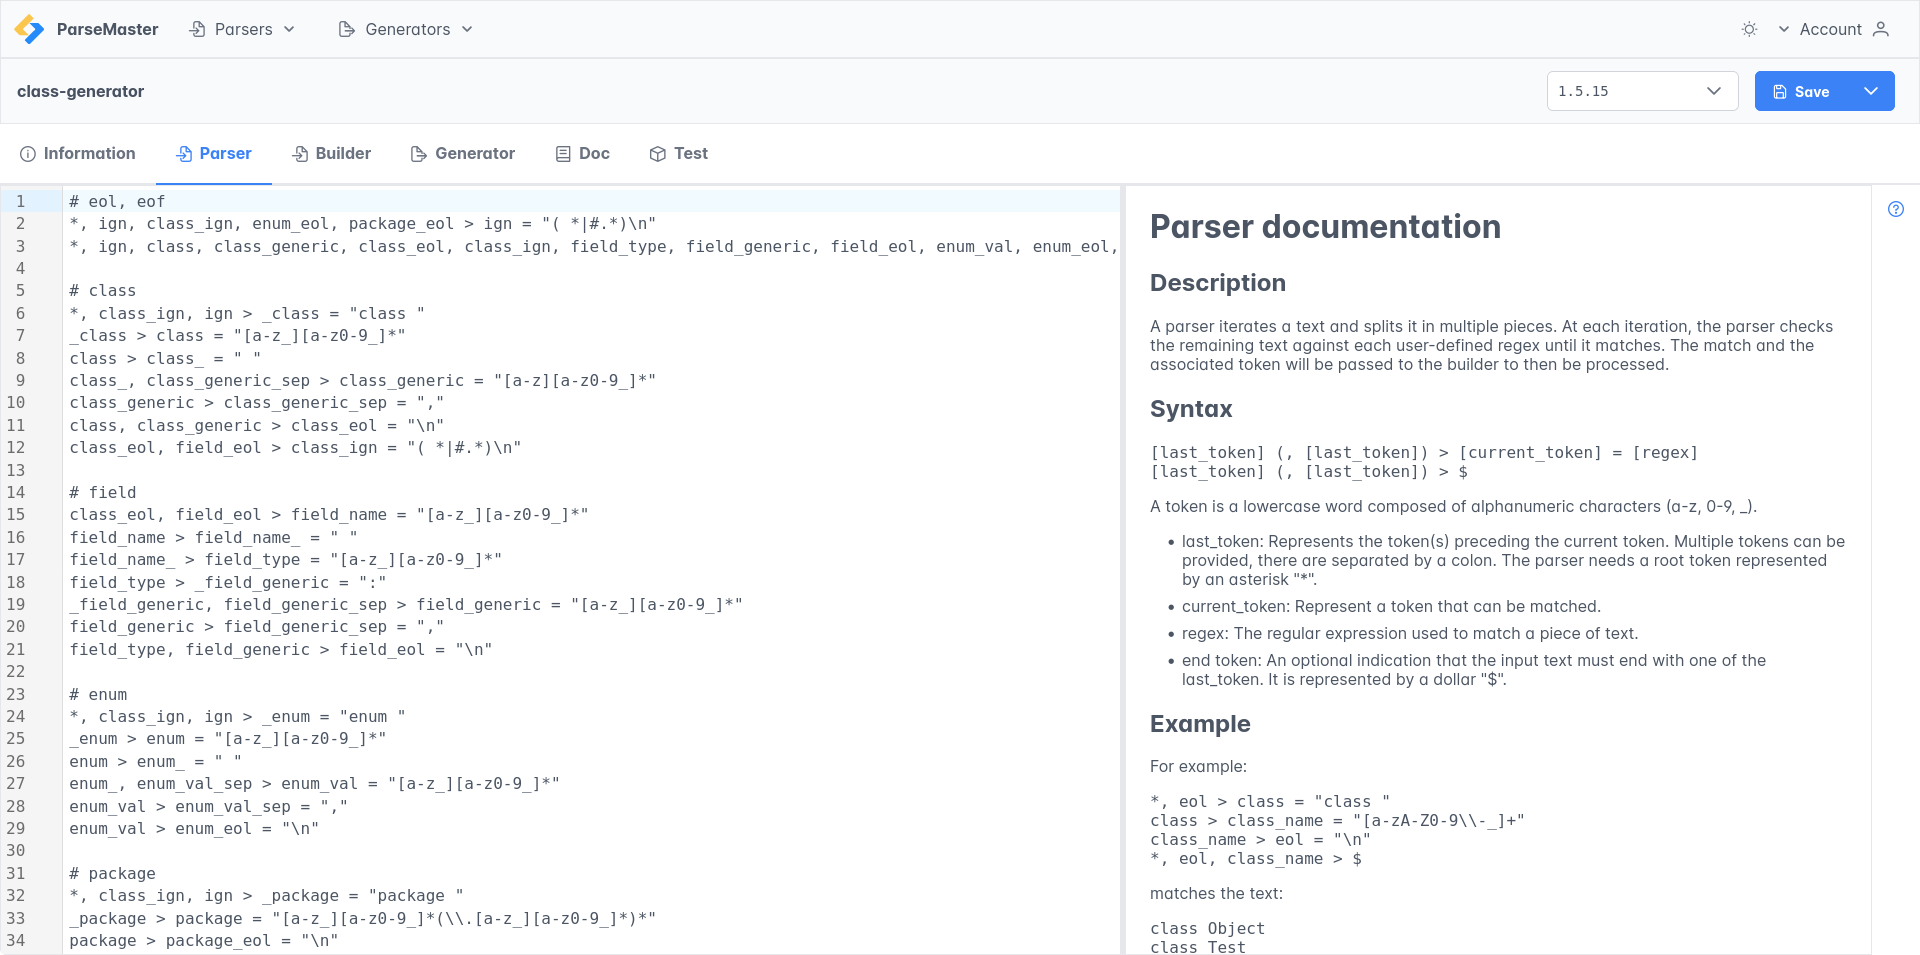 ParseMaster
Parsers
Generators
Account
class-generator
1.5.15
Save
Information
Parser
Builder
Generator
Doc
Test
1 # eol, eof
2 *, ign, class_ign, enum_eol, package_eol > ign = "( *|#.*)\n"
3 *, ign, class, class_generic, class_eol, class_ign, field_type, field_generic, field_eol, enum_val, enum_eol,
4
5 # class
6 *, class_ign, ign > _class = "class "
7 _class > class = "[a-z_][a-z0-9_]*"
8 class > class_ = " "
9 class_, class_generic_sep > class_generic = "[a-z][a-z0-9_]*"
10 class_generic > class_generic_sep = ","
11 class, class_generic > class_eol = "\n"
12 class_eol, field_eol > class_ign = "( *|#.*)\n"
13
14 # field
15 class_eol, field_eol > field_name = "[a-z_][a-z0-9_]*"
16 field_name > field_name_ = " "
17 field_name_ > field_type = "[a-z_][a-z0-9_]*"
18 field_type > _field_generic = ":"
19 _field_generic, field_generic_sep > field_generic = "[a-z_][a-z0-9_]*"
20 field_generic > field_generic_sep = ","
21 field_type, field_generic > field_eol = "\n"
22
23 # enum
24 *, class_ign, ign > _enum = "enum "
25 _enum > enum = "[a-z_][a-z0-9_]*"
26 enum > enum_ = " "
27 enum_, enum_val_sep > enum_val = "[a-z_][a-z0-9_]*"
28 enum_val > enum_val_sep = ","
29 enum_val > enum_eol = "\n"
30
31 # package
32 *, class_ign, ign > _package = "package "
33 _package > package = "[a-z_][a-z0-9_]*(\\.[a-z_][a-z0-9_]*)*"
34 package > package_eol = "\n"
Parser documentation
Description
A parser iterates a text and splits it in multiple pieces. At each iteration, the parser checks
the remaining text against each user-defined regex until it matches. The match and the
associated token will be passed to the builder to then be processed.
Syntax
[last_token] (, [last_token]) > [current_token] = [regex]
[last_token] (, [last_token]) > $
A token is a lowercase word composed of alphanumeric characters (a-z, 0-9, _).
• last_token: Represents the token(s) preceding the current token. Multiple tokens can be
provided, there are separated by a colon. The parser needs a root token represented
by an asterisk "*".
• current_token: Represent a token that can be matched.
• regex: The regular expression used to match a piece of text.
• end token: An optional indication that the input text must end with one of the
last_token. It is represented by a dollar "$".
Example
For example:
*, eol > class = "class "
class > class_name = "[a-zA-Z0-9\\-_]+"
class_name > eol = "\n"
*, eol, class_name > $
matches the text:
class Object
class Test